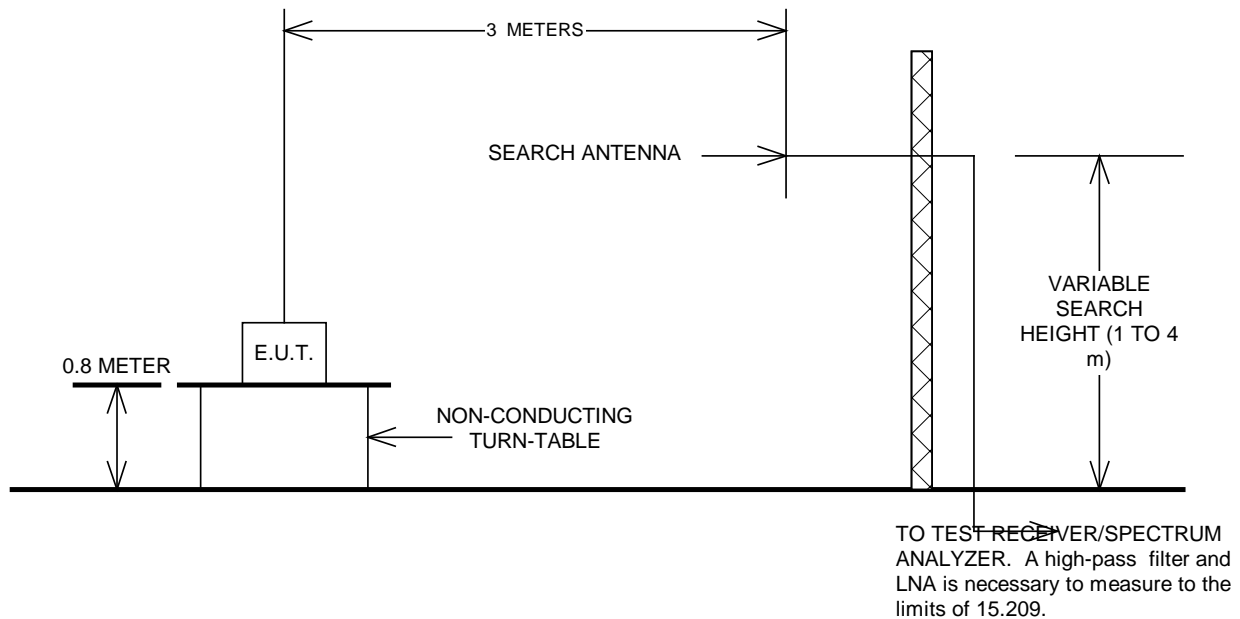 3 METERS
SEARCH ANTENNA
VARIABLE
SEARCH
HEIGHT (1 TO 4
m)
E.U.T.
0.8 METER
NON-CONDUCTING
TURN-TABLE
TO TEST RECEIVER/SPECTRUM
ANALYZER. A high-pass filter and
LNA is necessary to measure to the
limits of 15.209.